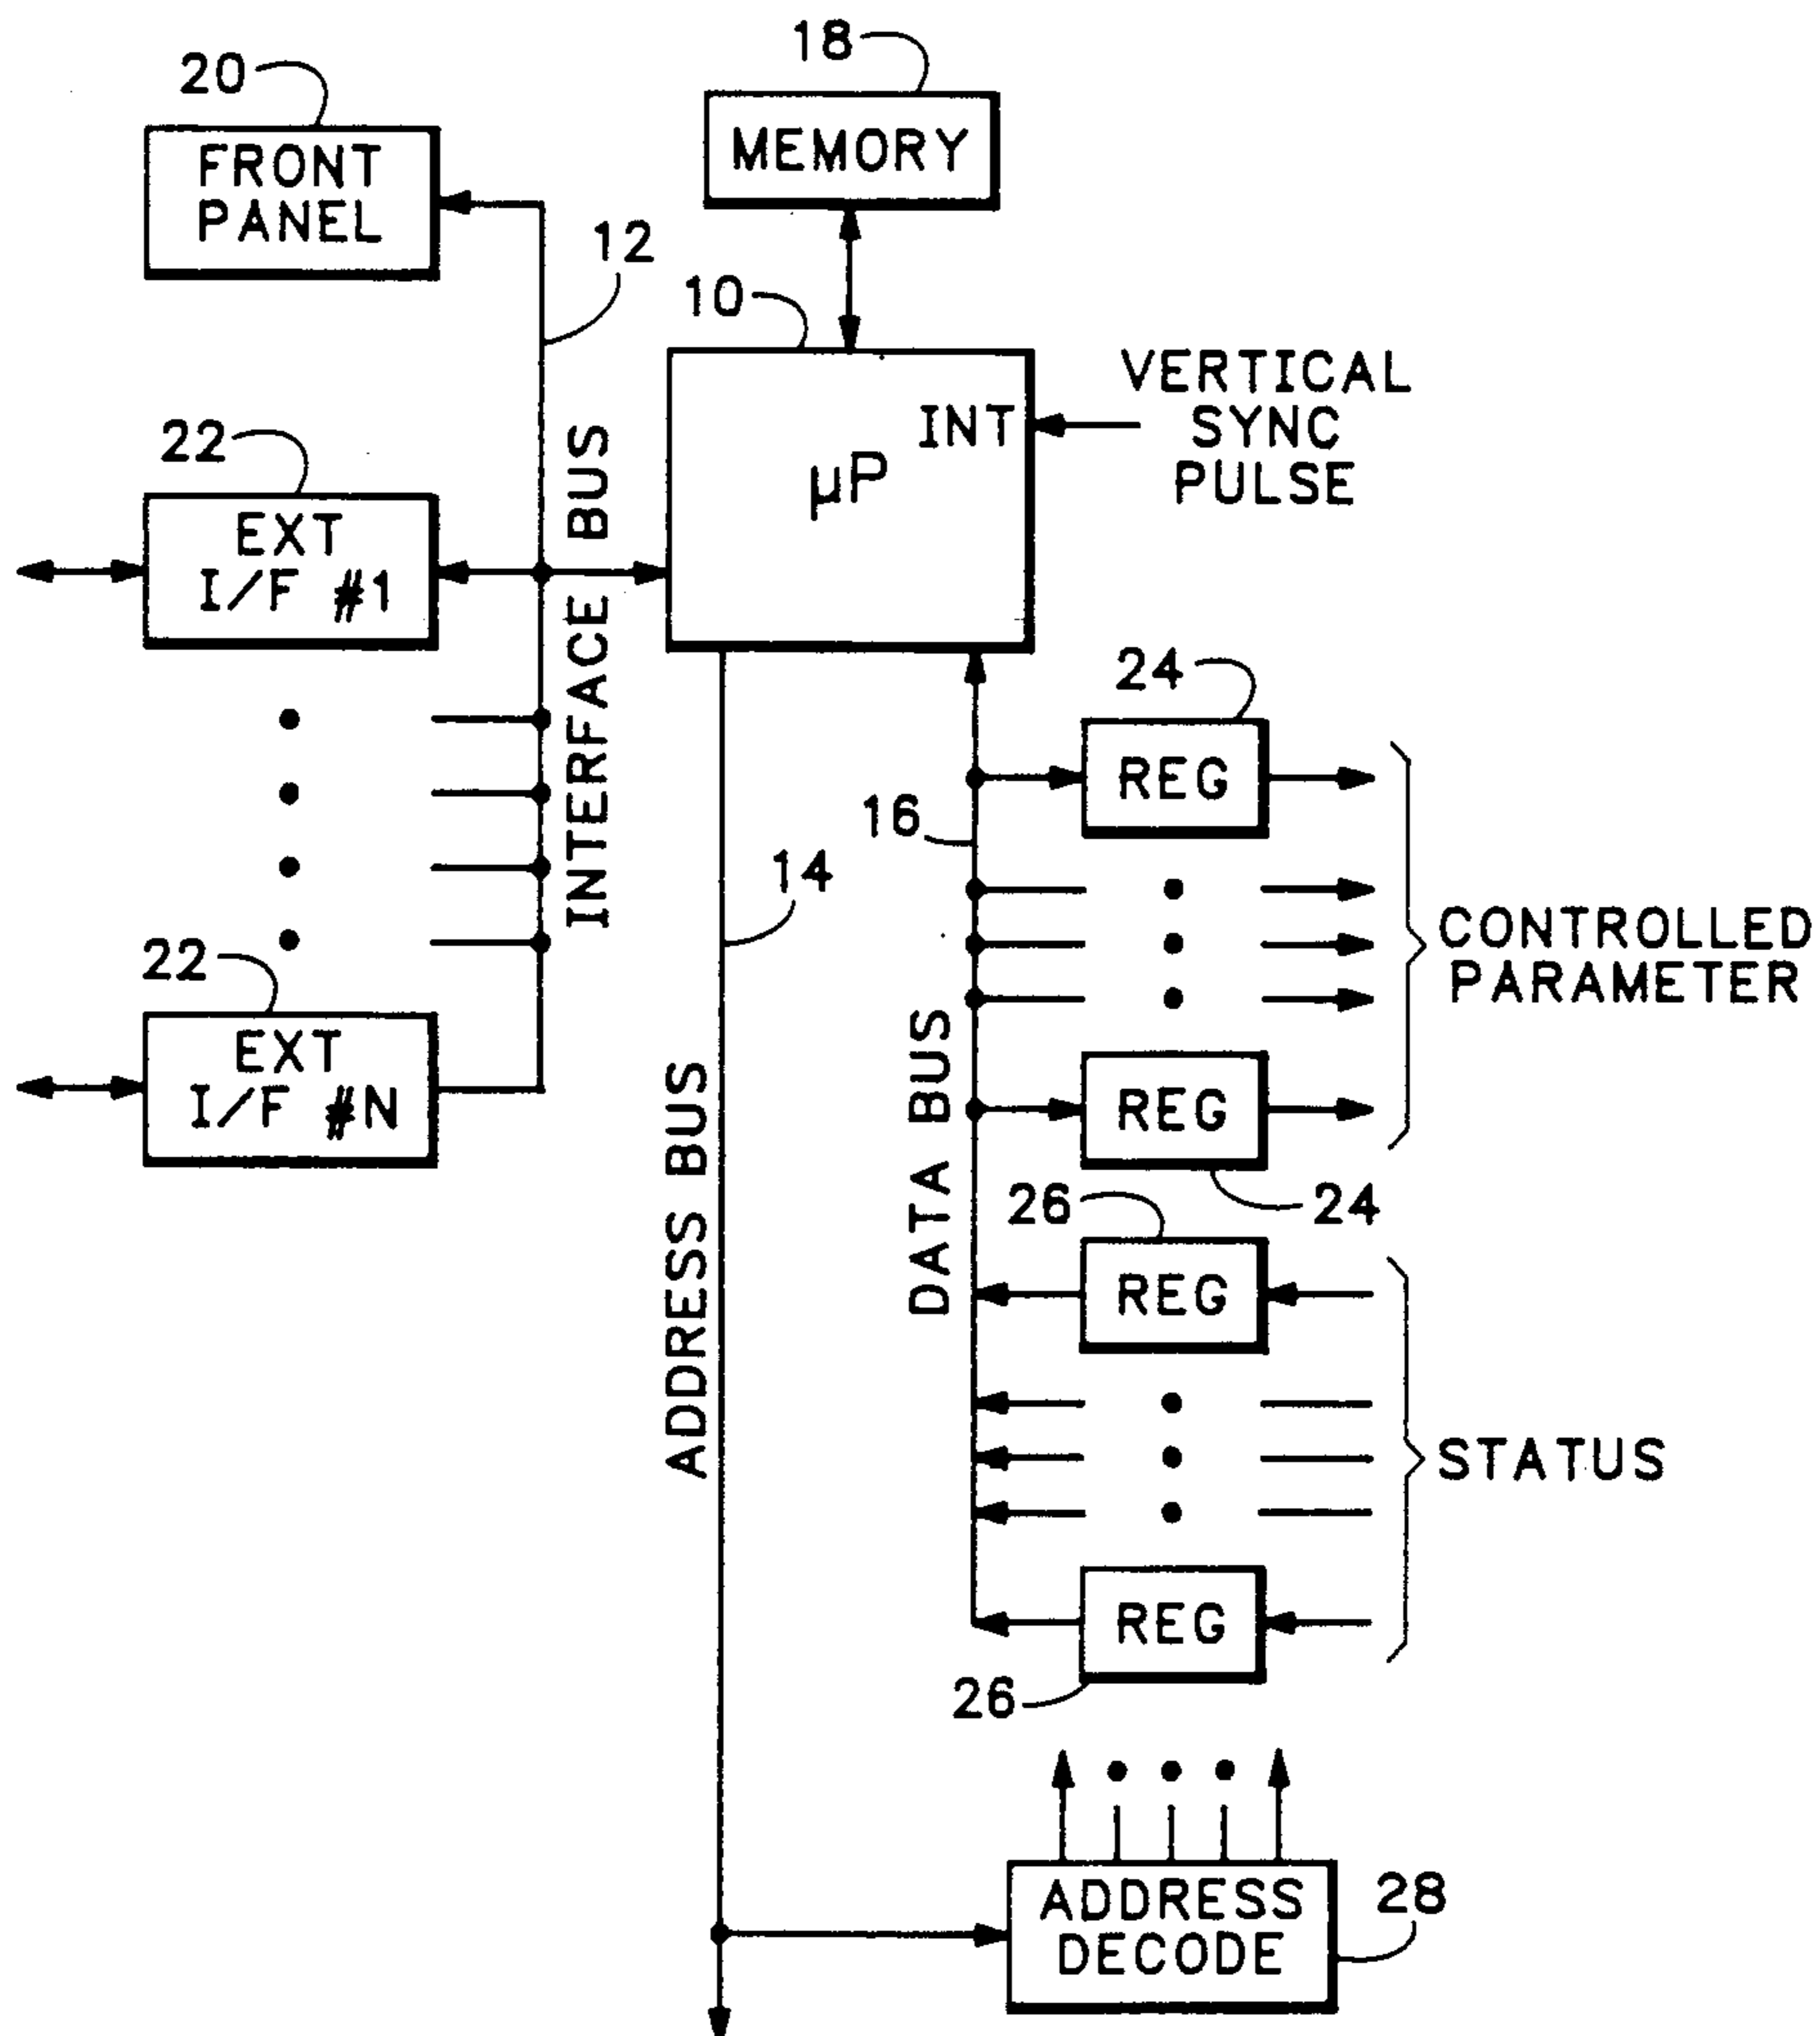 18
20
MEMORY
FRONT
PANEL
12
10
VERTICAL
SYNC
PULSE
INT
µP
22
EXT
I/F #1
INTERFACE BUS
24
REG
16
14
CONTROLLED
PARAMETER
22
EXT
I/F #N
ADDRESS BUS
DATA BUS
REG
24
26
REG
STATUS
REG
26
ADDRESS
DECODE
28